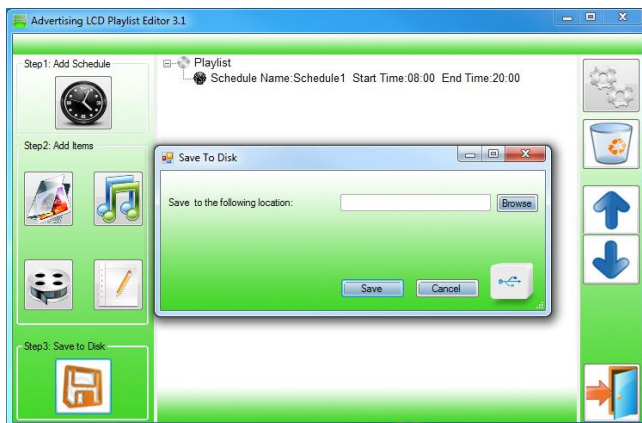 Advertising LCD Playlist Editor 3.1
Step1: Add Schedule
Playlist
Schedule Name:Schedule1 Start Time:08:00 End Time:20:00
Step2: Add Items
Save To Disk
Save to the following location:
Browse
Save
Cancel
Step3: Save to Disk